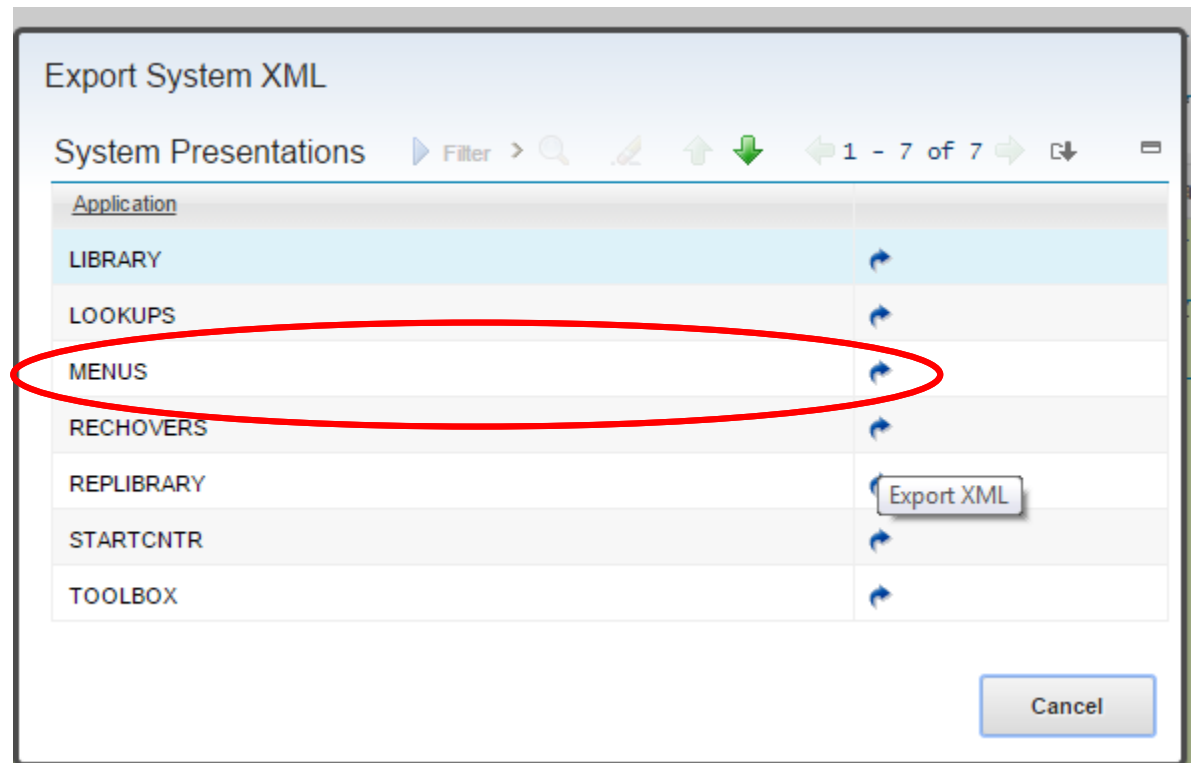 Export System XML
System Presentations Filter > 1 - 7 of 7
Application
LIBRARY
LOOKUPS
MENUS
RECHOVERS
REPLIBRARY
Export XML
STARTCNTR
TOOLBOX
Cancel